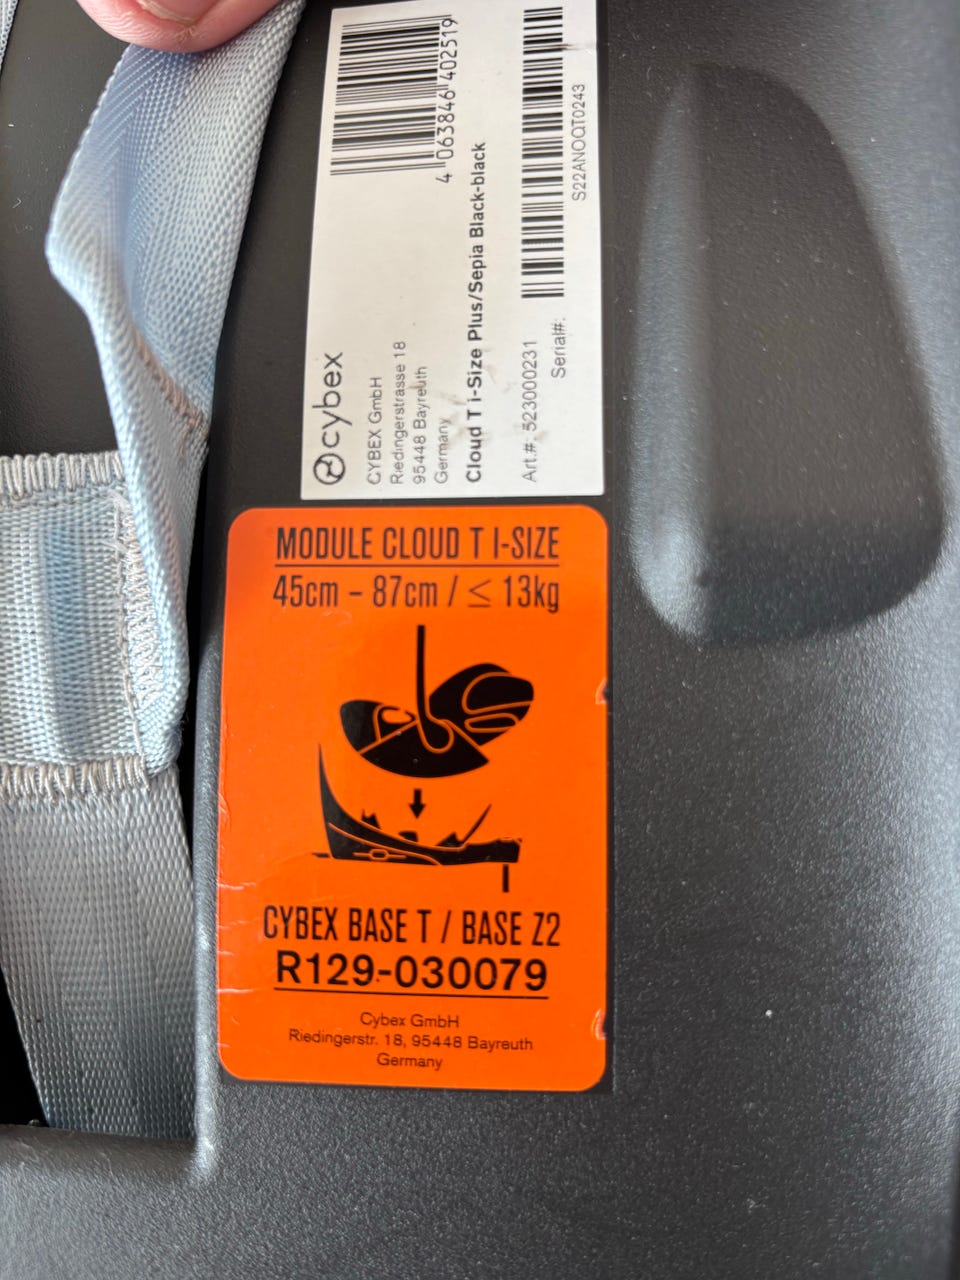 cybex
CYBEX GmbH
Riedingerstrasse 18
95448 Bayreuth
Germany
Cloud T i-Size Plus/Sepia Black-black
Art.#: 523000231
Serial#:
4 063846 402519
S22ANOQT0243
MODULE CLOUD T I-SIZE
45cm – 87cm / ≤ 13kg
CYBEX BASE T / BASE Z2
R129-030079
Cybex GmbH
Riedingerstr. 18, 95448 Bayreuth
Germany